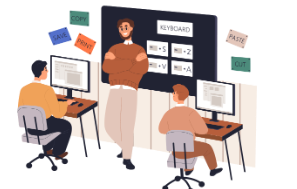 COPY
SAVE
PRINT
KEYBOARD
+S
+Z
+V
+A
PASTE
CUT